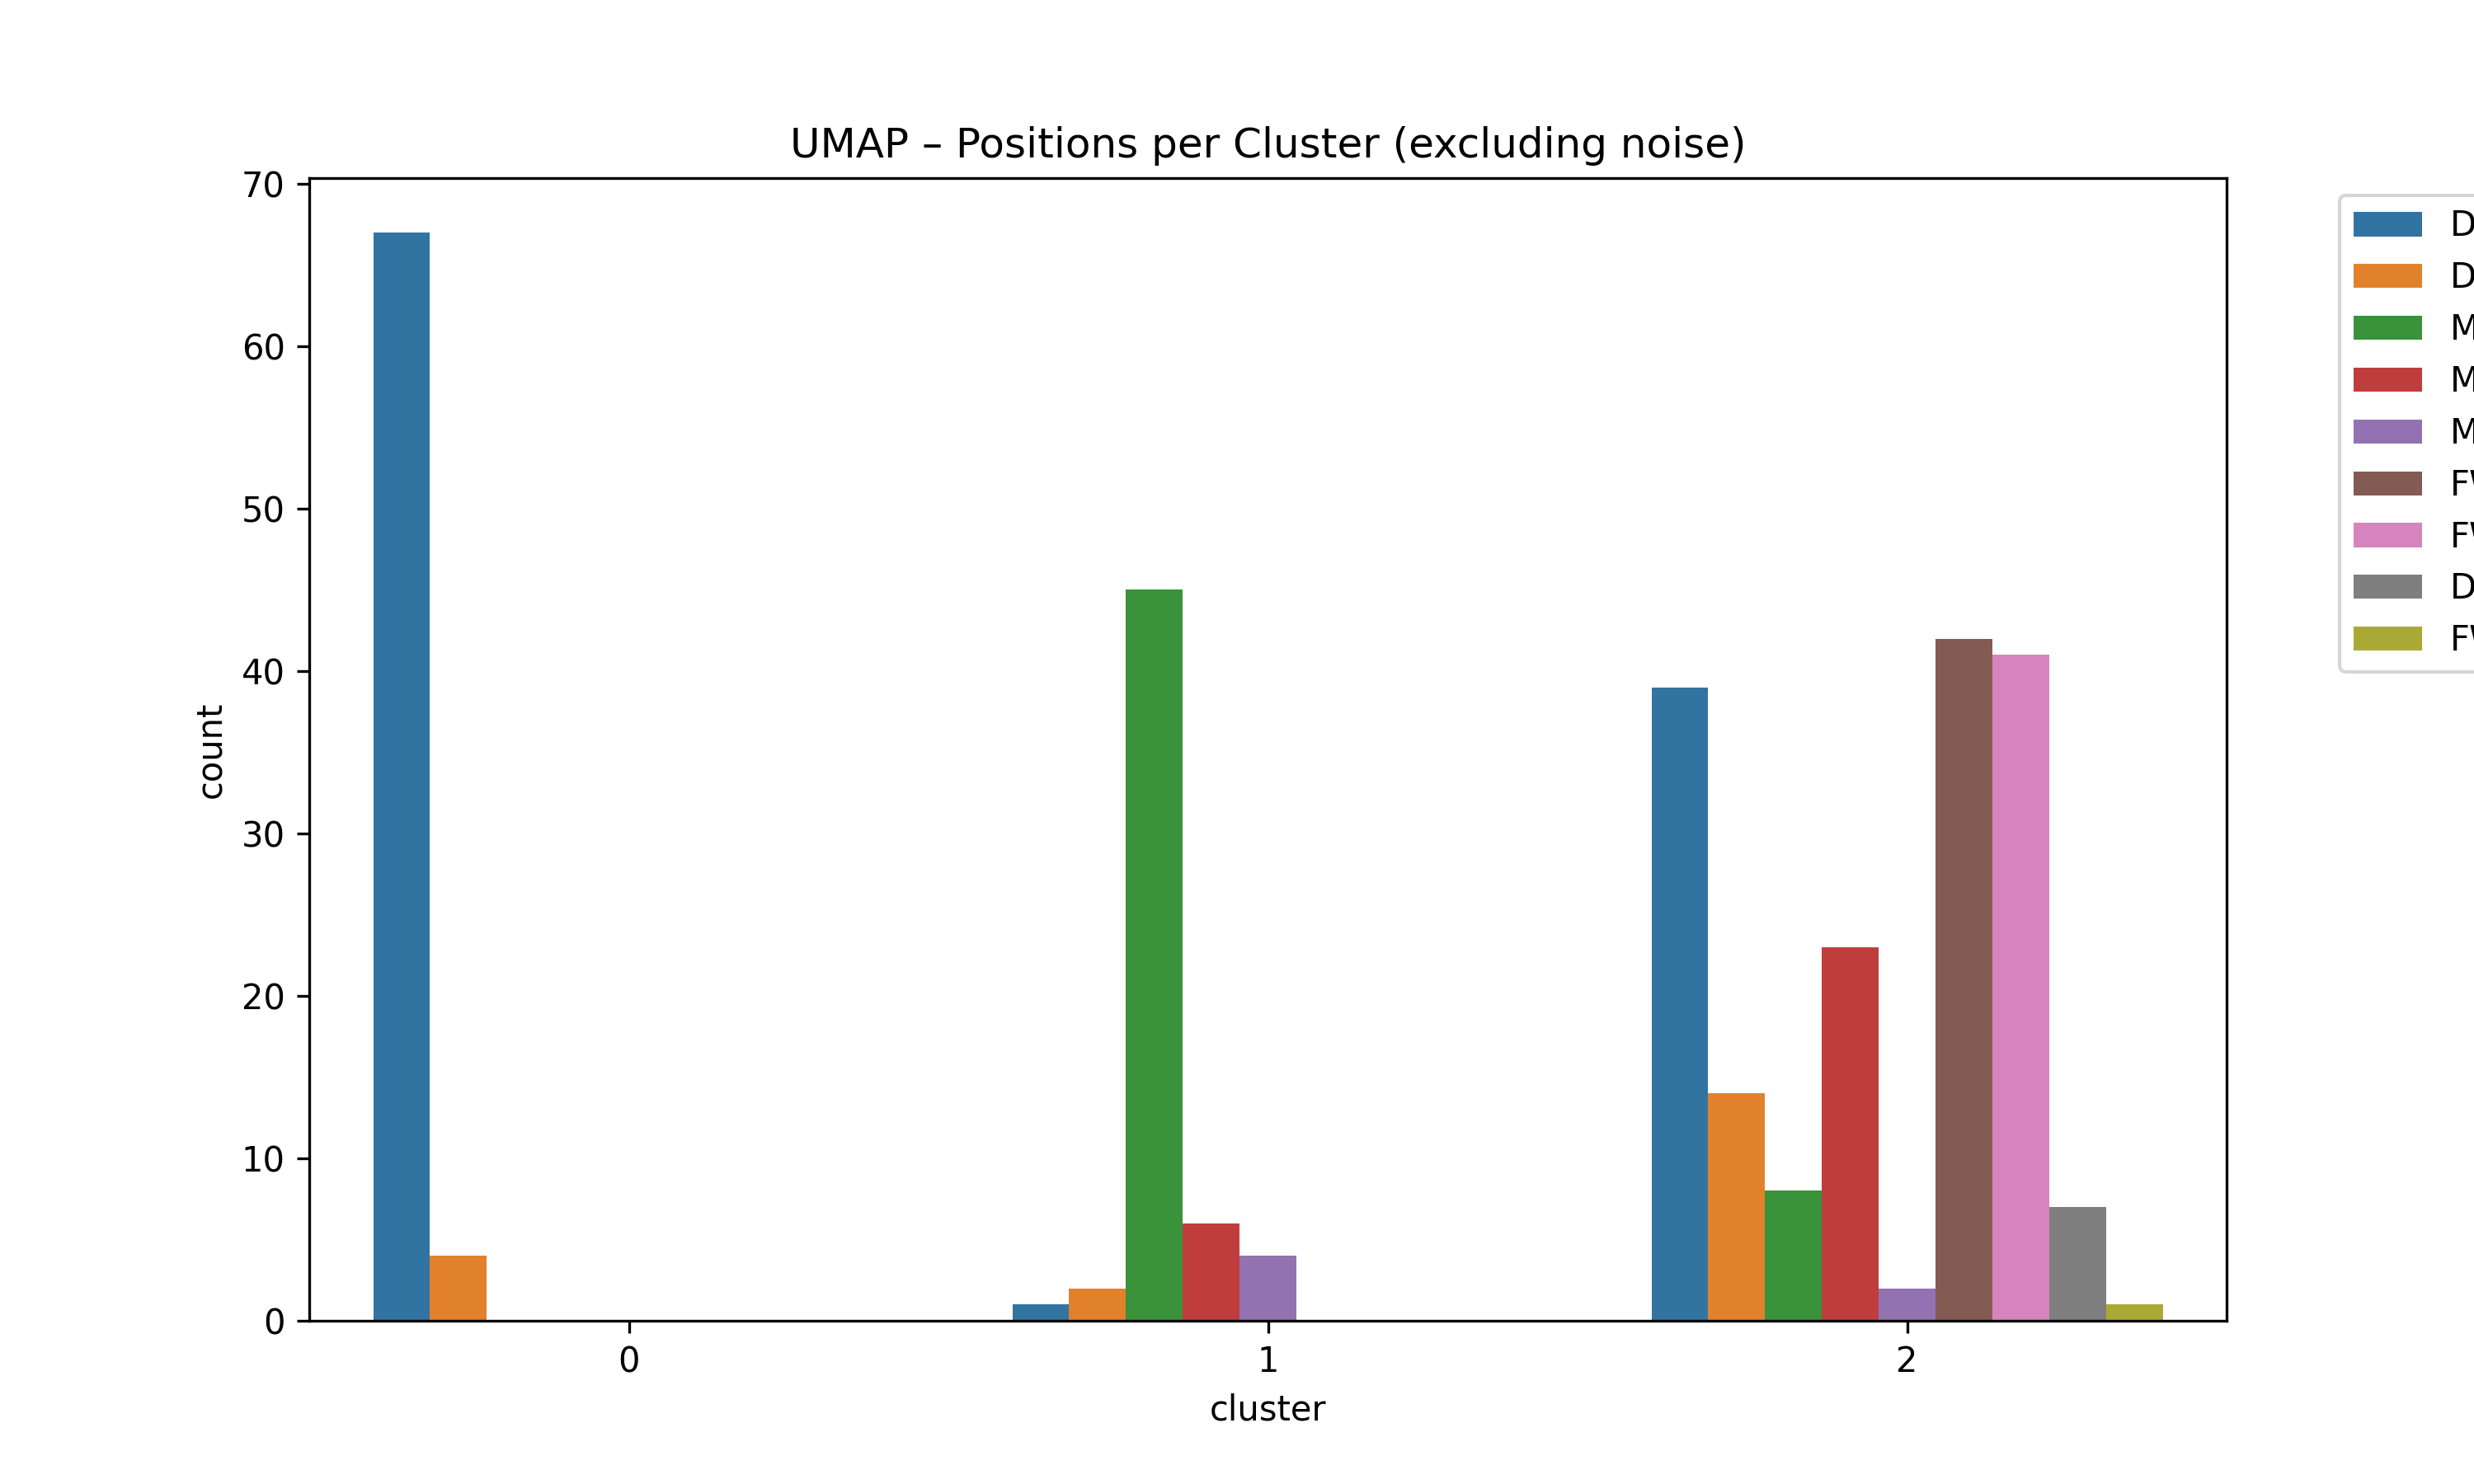 UMAP – Positions per Cluster (excluding noise)
70
60
50
40
30
20
10
0
count
0 1 2
cluster
D
D
M
M
M
FW
FW
D
FW